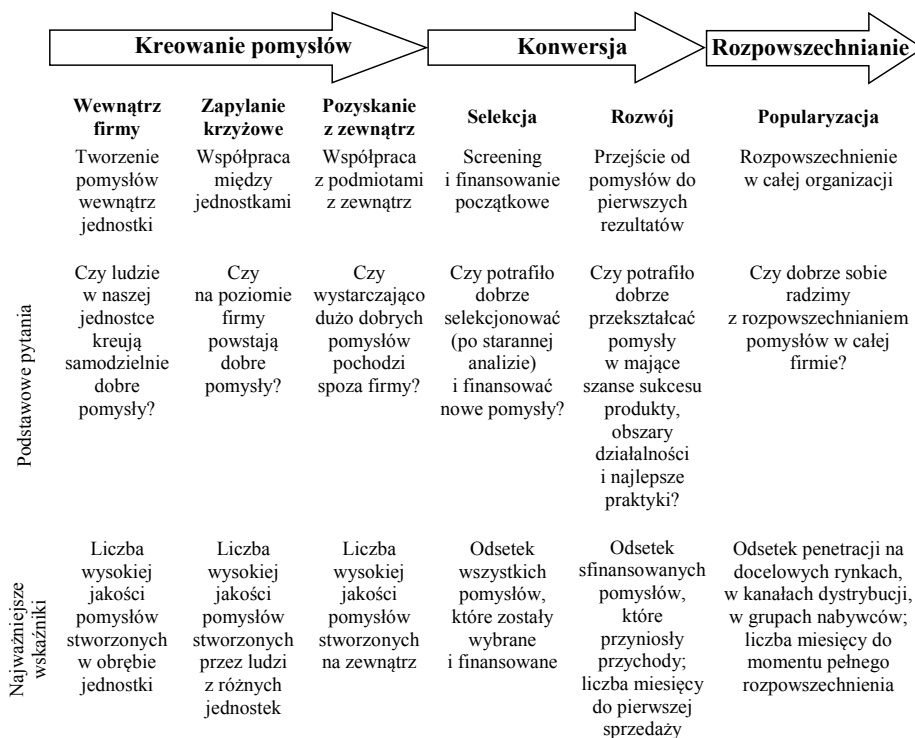 Kreowanie pomysłów
Konwersja
Rozpowszechnianie
Wewnątrz
firmy
Zapylanie
krzyżowe
Pozyskanie
z zewnątrz
Selekcja
Rozwój
Popularyzacja
Tworzenie
pomysłów
wewnątrz
jednostki
Współpraca
między
jednostkami
Współpraca
z podmiotami
z zewnątrz
Screening
i finansowanie
początkowe
Przejście od
pomysłów do
pierwszych
rezultatów
Rozpowszechnienie
w całej organizacji
Podstawowe pytania
Czy ludzie
w naszej
jednostce
kreują
samodzielnie
dobre
pomysły?
Czy
na poziomie
firmy
powstają
dobre
pomysły?
Czy
wystarczająco
dużo dobrych
pomysłów
pochodzi
spoza firmy?
Czy potrafiło
dobrze
selekcjonować
(po starannej
analizie)
i finansować
nowe pomysły?
Czy potrafiło
dobrze
przekształcać
pomysły
w mające
szanse sukcesu
produkty,
obszary
działalności
i najlepsze
praktyki?
Czy dobrze sobie
radzimy
z rozpowszechnianiem
pomysłów w całej
firmie?
Najważniejsze
wskaźniki
Liczba
wysokiej
jakości
pomysłów
stworzonych
w obrębie
jednostki
Liczba
wysokiej
jakości
pomysłów
stworzonych
przez ludzi
z różnych
jednostek
Liczba
wysokiej
jakości
pomysłów
stworzonych
na zewnątrz
Odsetek
wszystkich
pomysłów,
które zostały
wybrane
i finansowane
Odsetek
sfinansowanych
pomysłów,
które
przyniosły
przychody;
liczba miesięcy
do pierwszej
sprzedaży
Odsetek penetracji na
docelowych rynkach,
w kanałach dystrybucji,
w grupach nabywców;
liczba miesięcy do
momentu pełnego
rozpowszechnienia